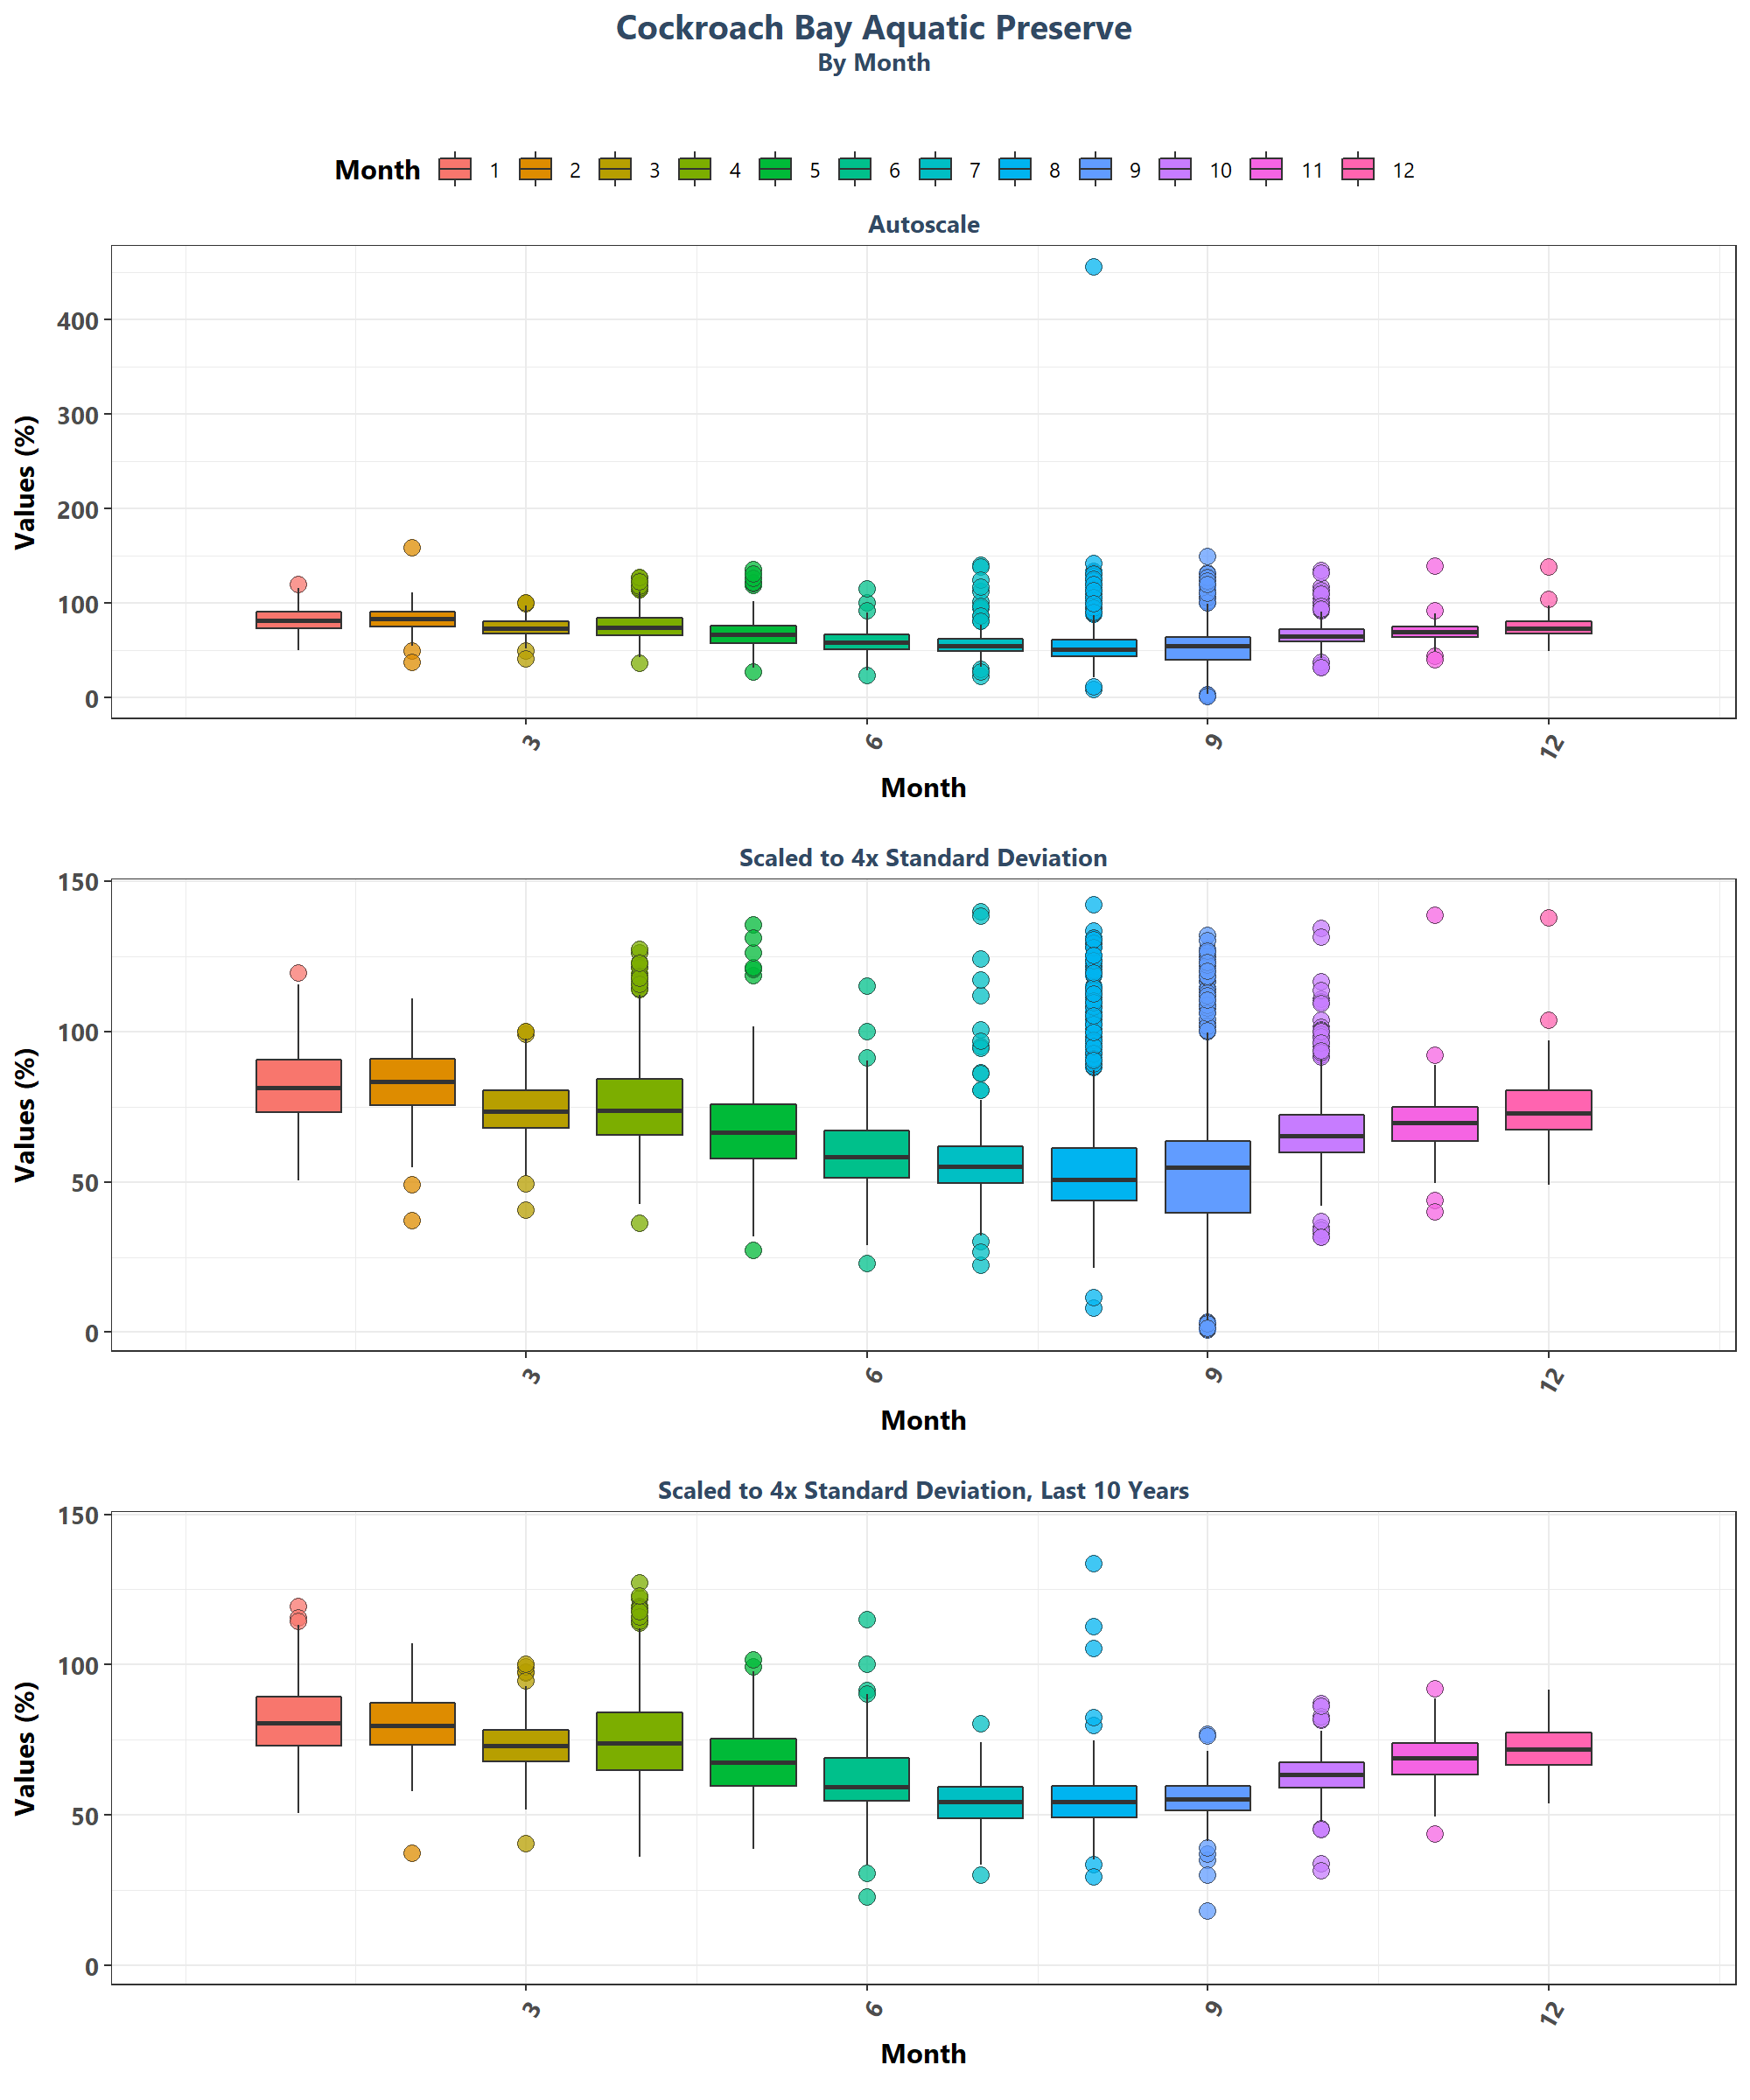 Cockroach Bay Aquatic Preserve
By Month
Month 1 2 3 4 5 6 7 8 9 10 11 12
Autoscale
Values (%)
400
300
200
100
0
3 6 9 12
Month
Scaled to 4x Standard Deviation
Values (%)
150
100
50
0
3 6 9 12
Month
Scaled to 4x Standard Deviation, Last 10 Years
Values (%)
150
100
50
0
3 6 9 12
Month